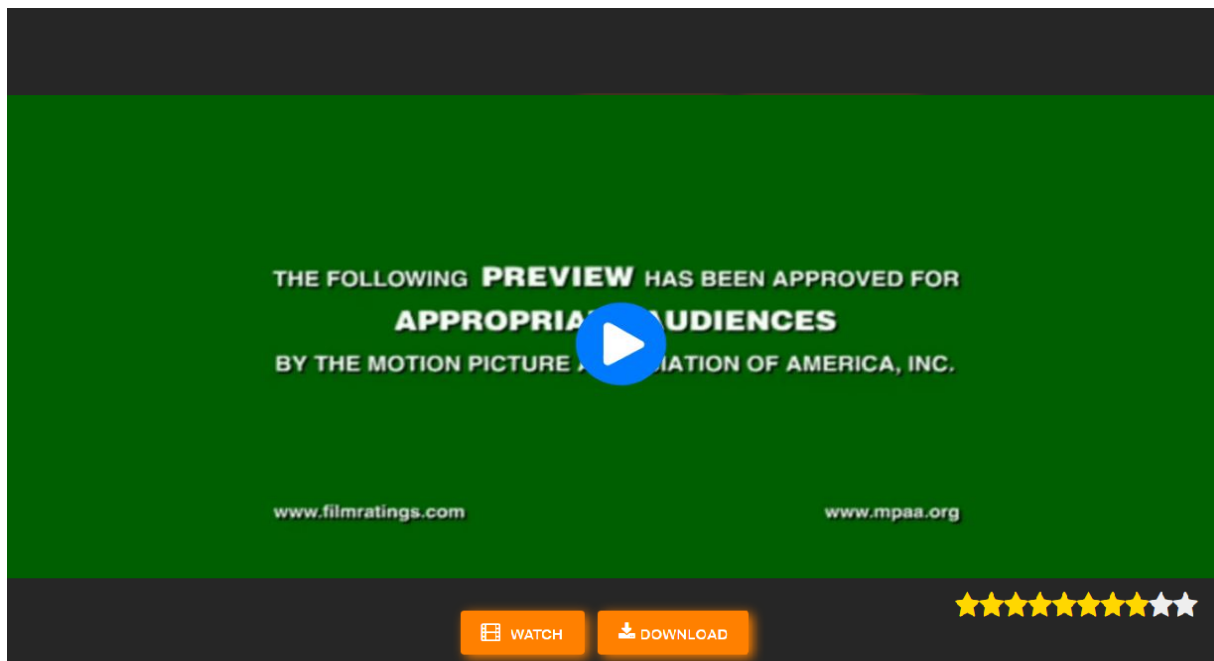 THE FOLLOWING PREVIEW HAS BEEN APPROVED FOR
APPROPRIA UDIENCES
BY THE MOTION PICTURE IATION OF AMERICA, INC.
www.filmratings.com www.mpaa.org
WATCH DOWNLOAD